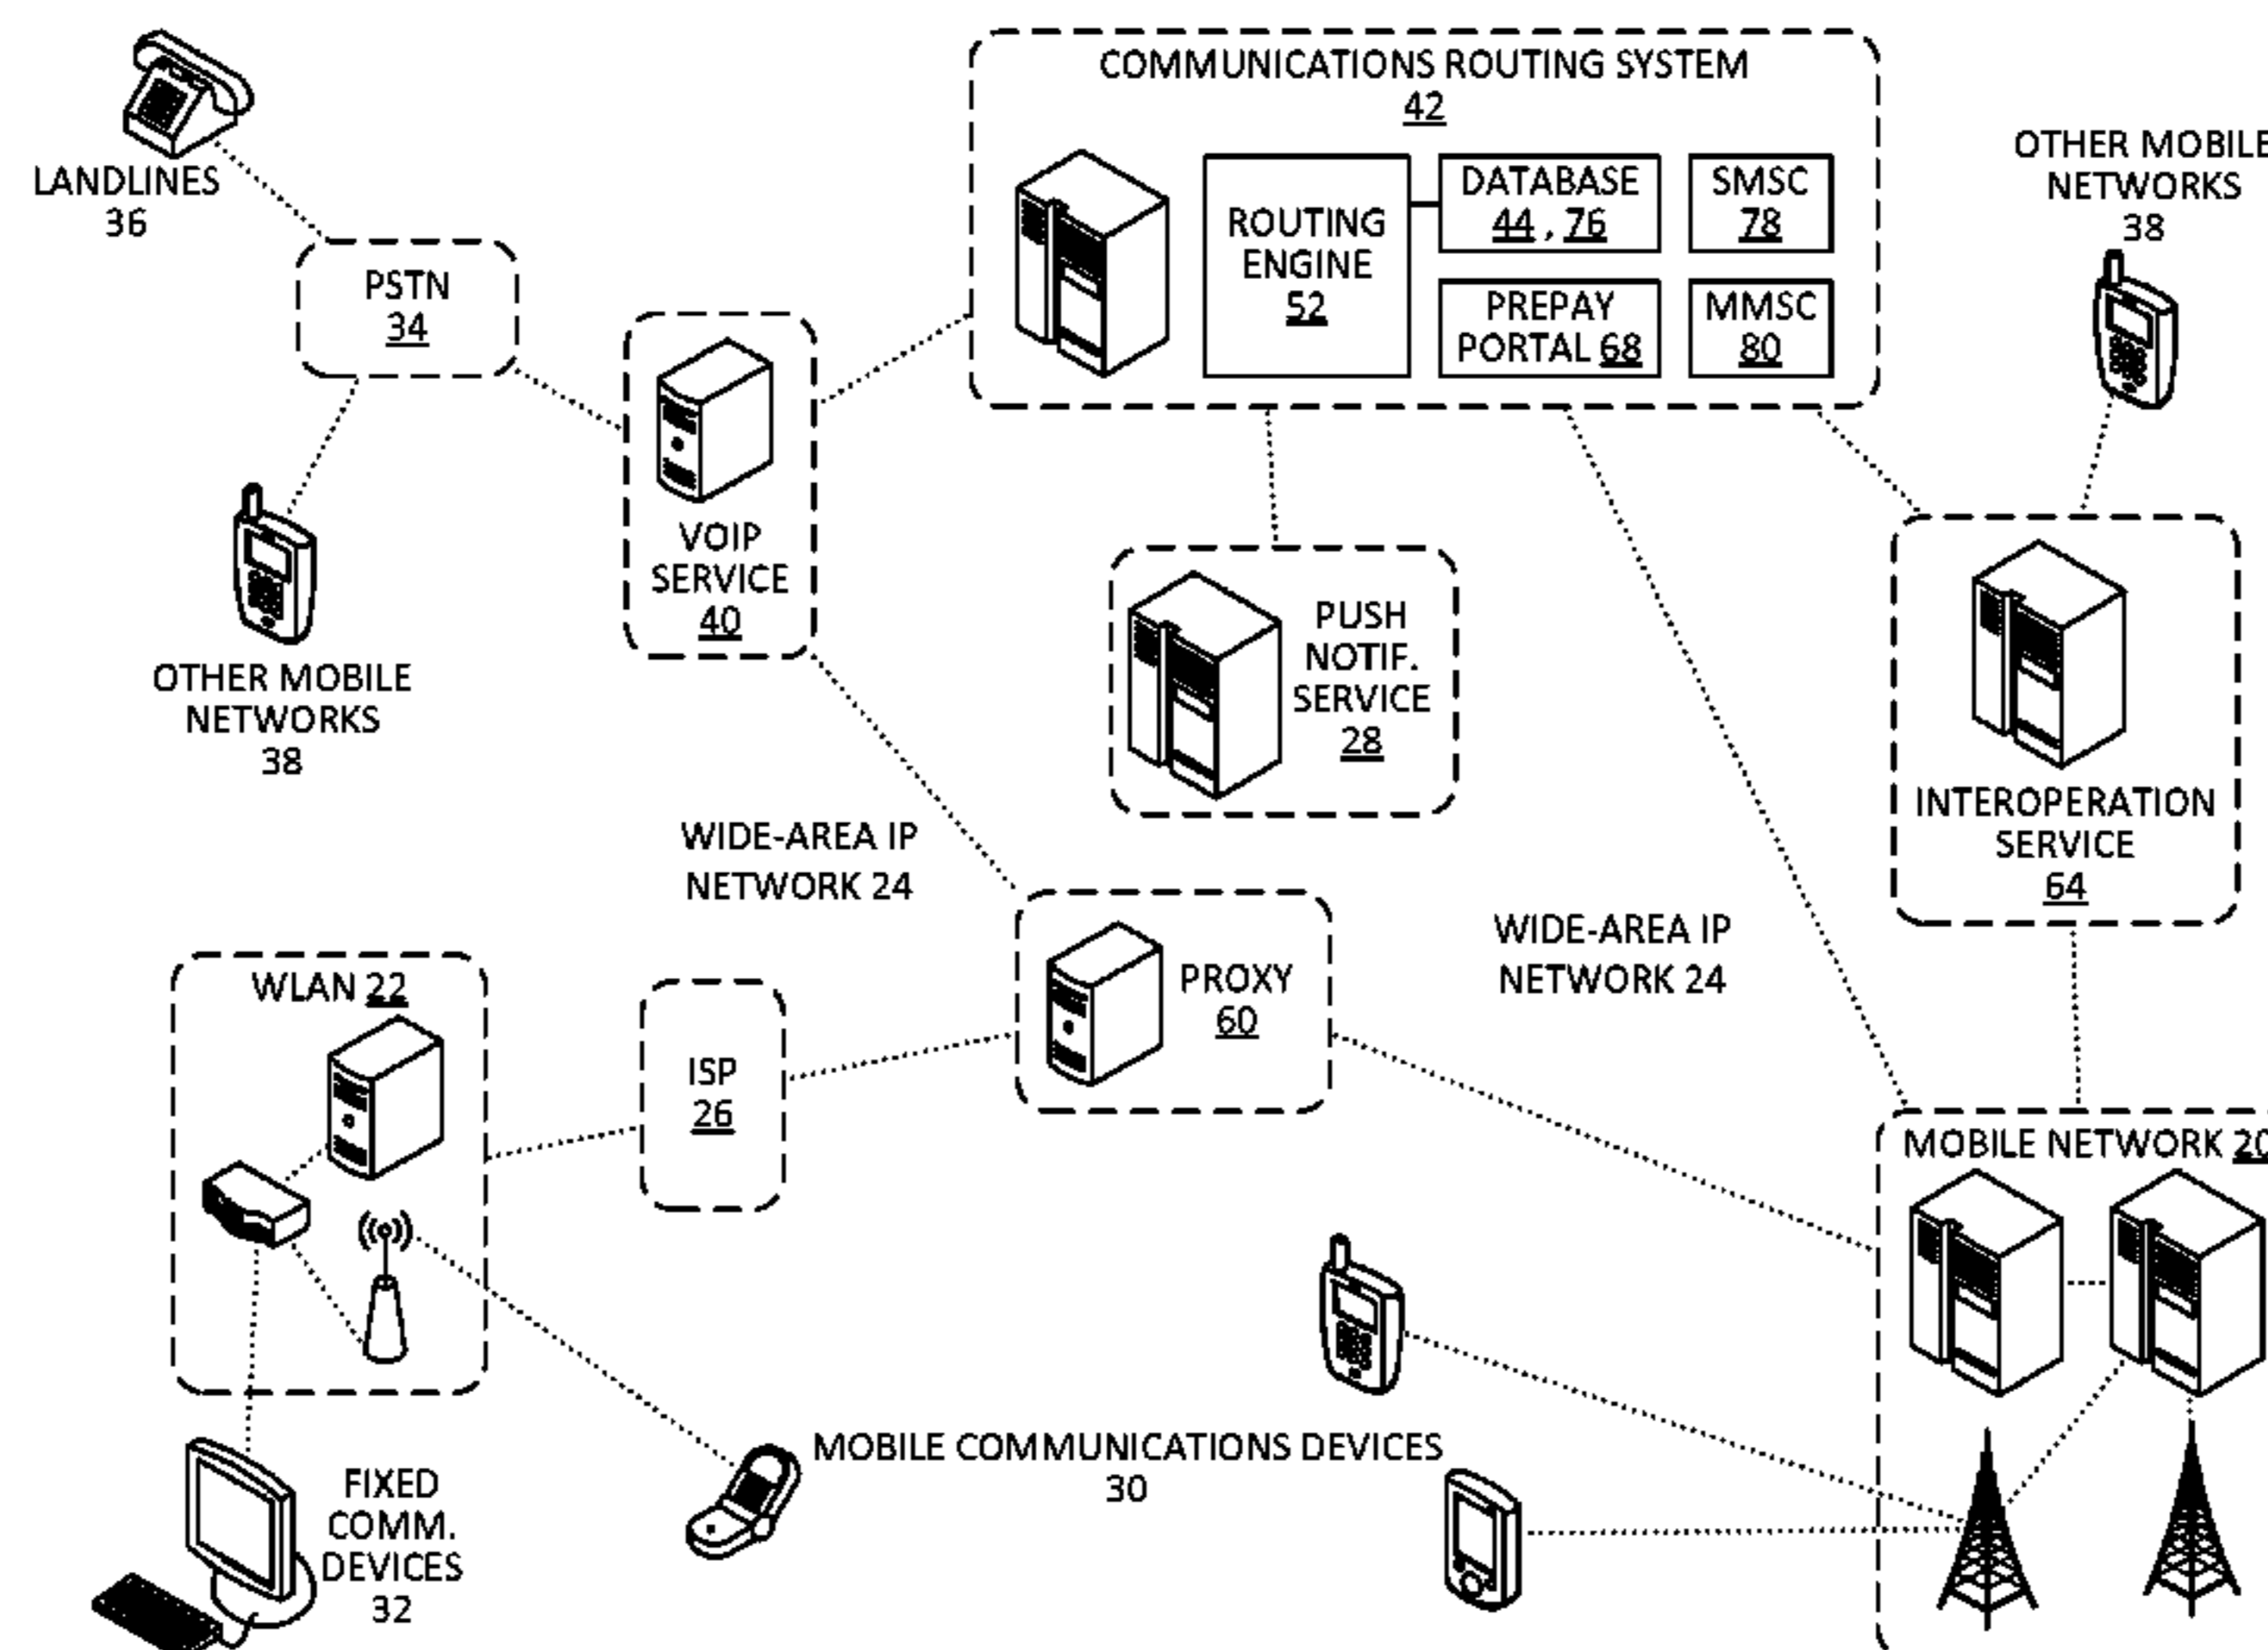 COMMUNICATIONS ROUTING SYSTEM
42
LANDLINES
36
PSTN
34
ROUTING
ENGINE
52
DATABASE
44, 76
SMSC
78
PREPAY
PORTAL 68
MMSC
80
OTHER MOBILE
NETWORKS
38
VOIP
SERVICE
40
OTHER MOBILE
NETWORKS
38
PUSH
NOTIF.
SERVICE
28
INTEROPERATION
SERVICE
64
WIDE-AREA IP
NETWORK 24
PROXY
60
WIDE-AREA IP
NETWORK 24
WLAN 22
ISP
26
MOBILE NETWORK 20
MOBILE COMMUNICATIONS DEVICES
30
FIXED
COMM.
DEVICES
32